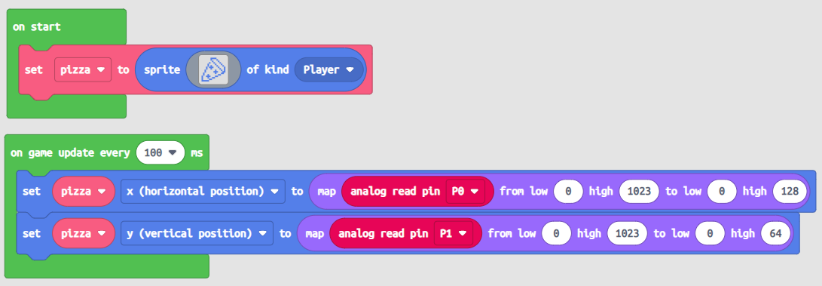 on start
set pizza to sprite of kind Player
on game update every 100 ms
set pizza x (horizontal position) to map analog read pin P0 from low 0 high 1023 to low 0 high 128
set pizza y (vertical position) to map analog read pin P1 from low 0 high 1023 to low 0 high 64